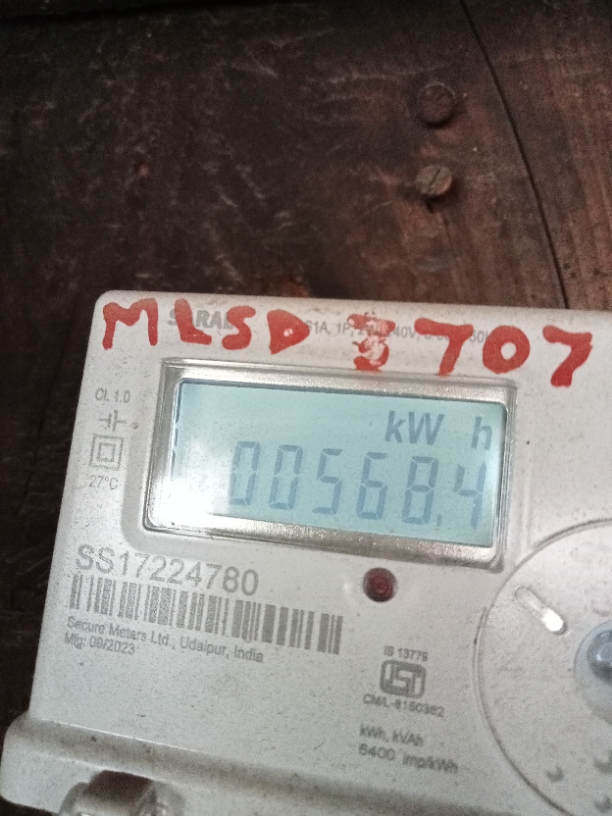 MLSD 3707
Cl. 1.0
27°C
kW h
00568.4
SS17224780
Secure Meters Ltd., Udaipur, India
Mfg: 09/2023
IS 13779
ISI
kWh, kVAh
6400 imp/kWh